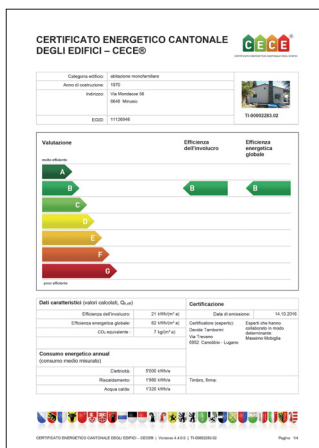 CERTIFICATO ENERGETICO CANTONALE
DEGLI EDIFICI – CECE®
CECE
Categoria edificio: abitazione monofamiliare
Anno di costruzione: 1970
Indirizzo: Via Mondacce 56
6648 Minusio
EGID:
TI-00002283.02
Valutazione
Efficienza
dell'involucro
Efficienza
energetica
globale
molto efficiente
A
B
B
B
C
D
E
F
G
poco efficiente
Dati caratteristici (valori calcolati,
Certificazione
Efficienza dell'involucro: 21 kWh/(m² a)
Data di emissione: 14.10.2016
Efficienza energetica globale: 62 kWh/(m² a)
CO₂ equivalente: 7 kg/(m² a)
Certificatore (esperto):
Davide Tamborini
Via Trevano
6952 Canobbio - Lugano
Esperti che hanno
collaborato in modo
determinante
Massimo Mobiglia
Consumo energetico annual
(consumo medio misurato)
Elettricità: 5'000 kWh/a
Riscaldamento: 1'980 kWh/a
Acqua calda: 1'320 kWh/a
Timbro, firma:
CERTIFICATO ENERGETICO CANTONALE DEGLI EDIFICI – CECE® | Versione 4.4.0.0 | TI-00002283.02
Pagina 1/4